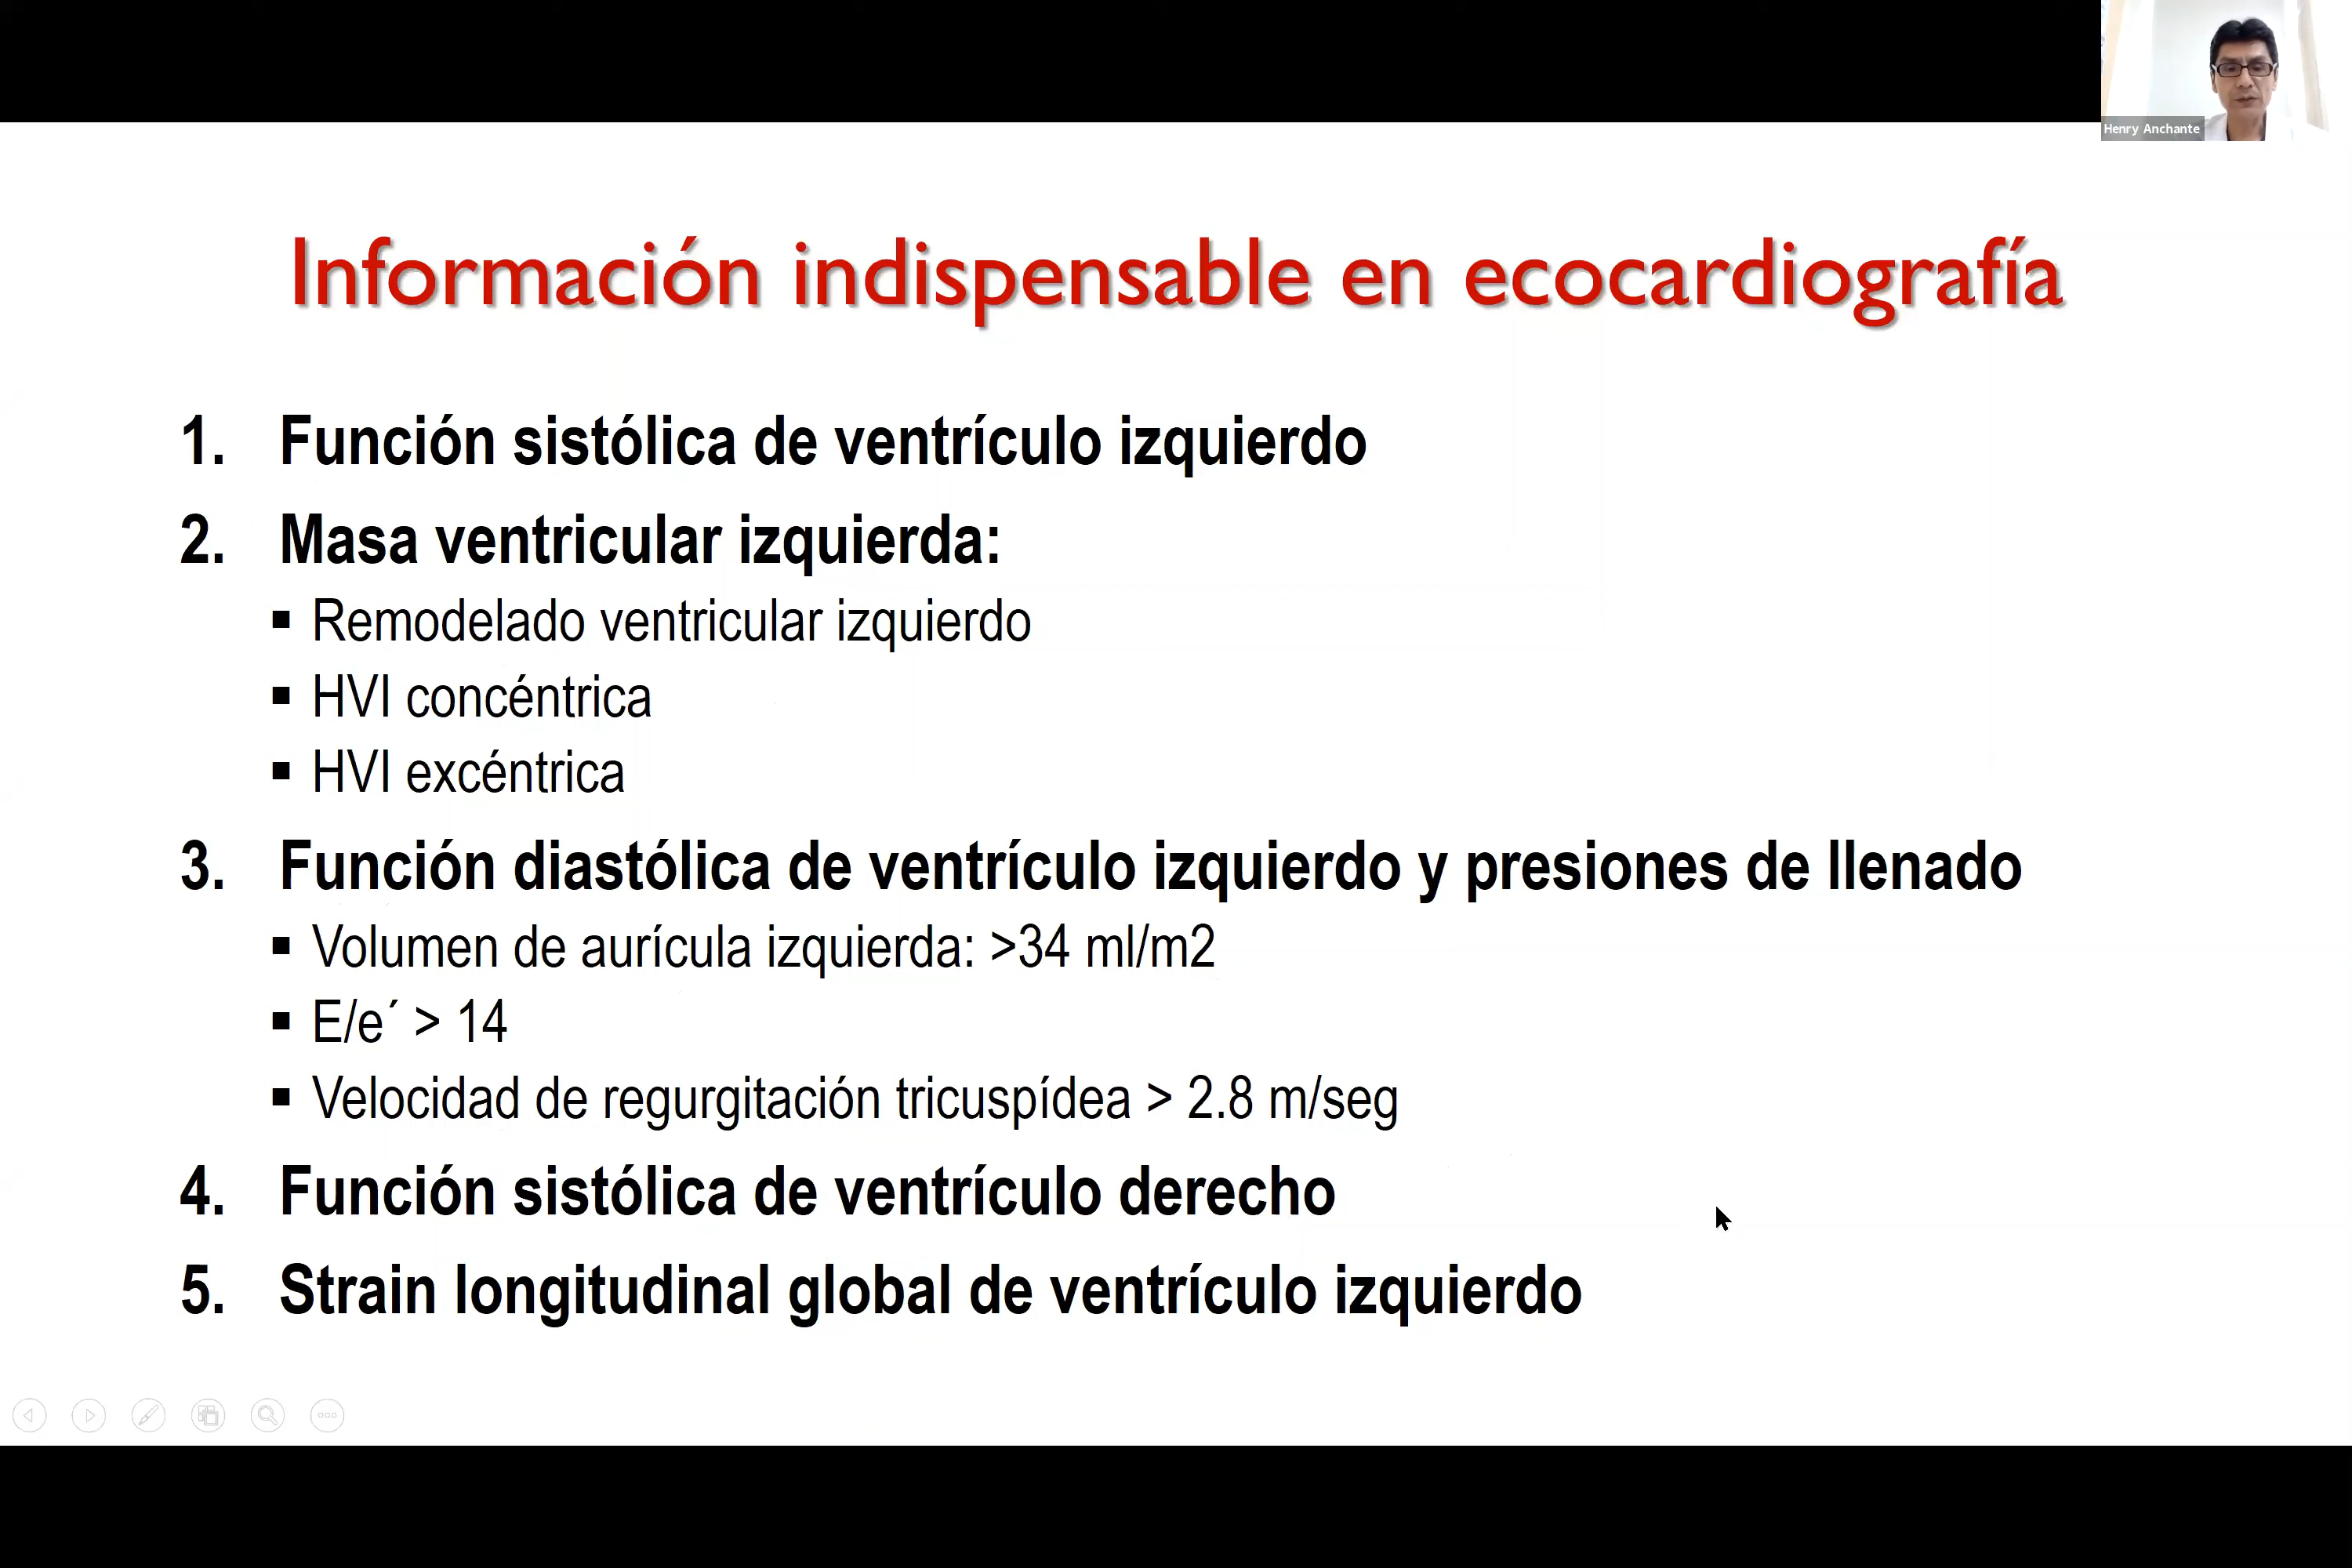 Henry Anchante
Información indispensable en ecocardiografía
1. Función sistólica de ventrículo izquierdo
2. Masa ventricular izquierda:
▪ Remodelado ventricular izquierdo
▪ HVI concéntrica
▪ HVI excéntrica
3. Función diastólica de ventrículo izquierdo y presiones de llenado
▪ Volumen de aurícula izquierda: >34 ml/m2
▪ E/e´ > 14
▪ Velocidad de regurgitación tricuspídea > 2.8 m/seg
4. Función sistólica de ventrículo derecho
5. Strain longitudinal global de ventrículo izquierdo